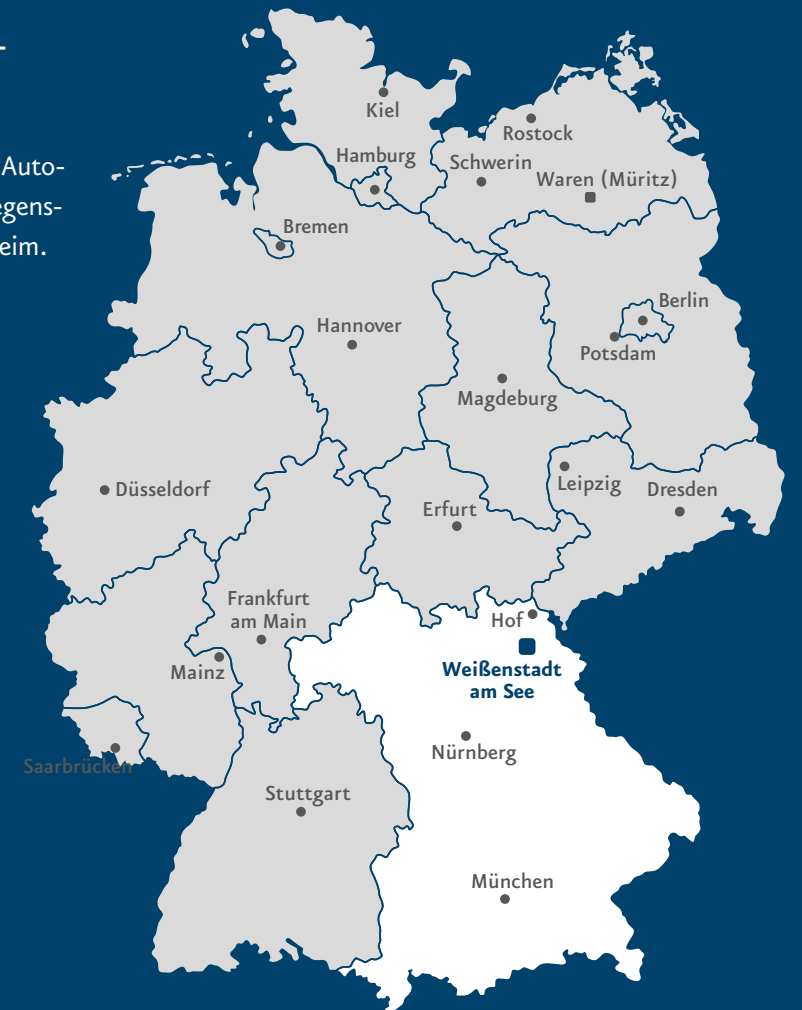 Auto-
egens-
eim.
Kiel
Rostock
Hamburg
Schwerin
Waren (Müritz)
Bremen
Berlin
Hannover
Potsdam
Magdeburg
Düsseldorf
Leipzig
Dresden
Erfurt
Frankfurt
am Main
Hof
Mainz
Weißenstadt
am See
Nürnberg
Saarbrücken
Stuttgart
München